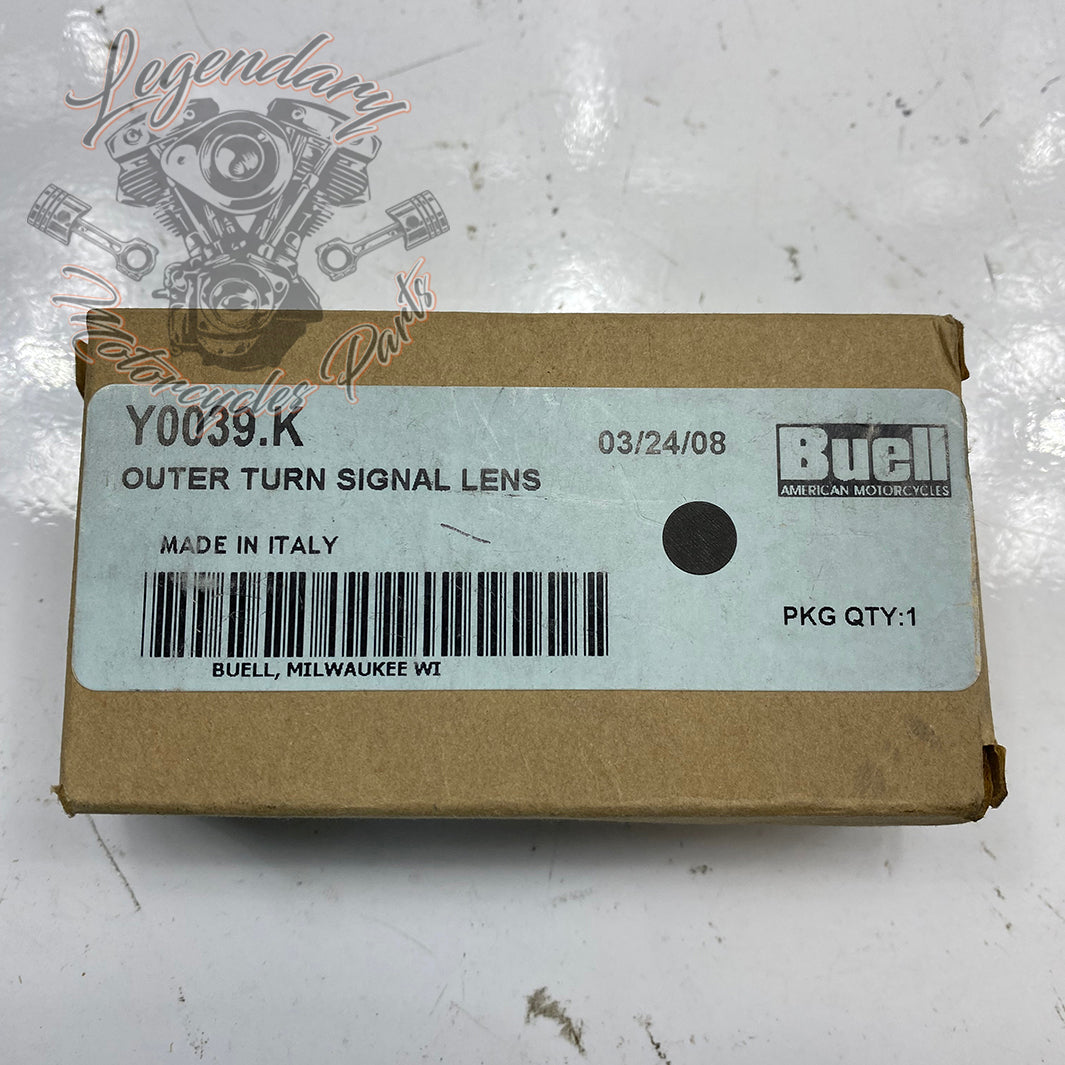 Legendary
Motorcycles Parts
Y0039.K
03/24/08
Buell
AMERICAN MOTORCYCLES
OUTER TURN SIGNAL LENS
MADE IN ITALY
PKG QTY:1
BUELL, MILWAUKEE WI